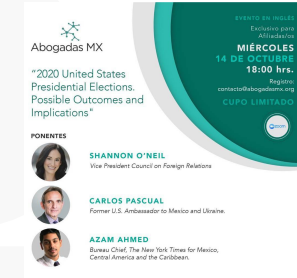 Abogadas MX
"2020 United States
Presidential Elections.
Possible Outcomes and
Implications"
EVENTO EN INGLÉS
Exclusivo para
Afiliadas/os
MIÉRCOLES
14 DE OCTUBRE
18:00 hrs.
Registro:
contacto@abogadasmx.org
CUPO LIMITADO
zoom
PONENTES
SHANNON O'NEIL
Vice President Council on Foreign Relations
CARLOS PASCUAL
Former U.S. Ambassador to Mexico and Ukraine.
AZAM AHMED
Bureau Chief, The New York Times for Mexico,
Central America and the Caribbean.